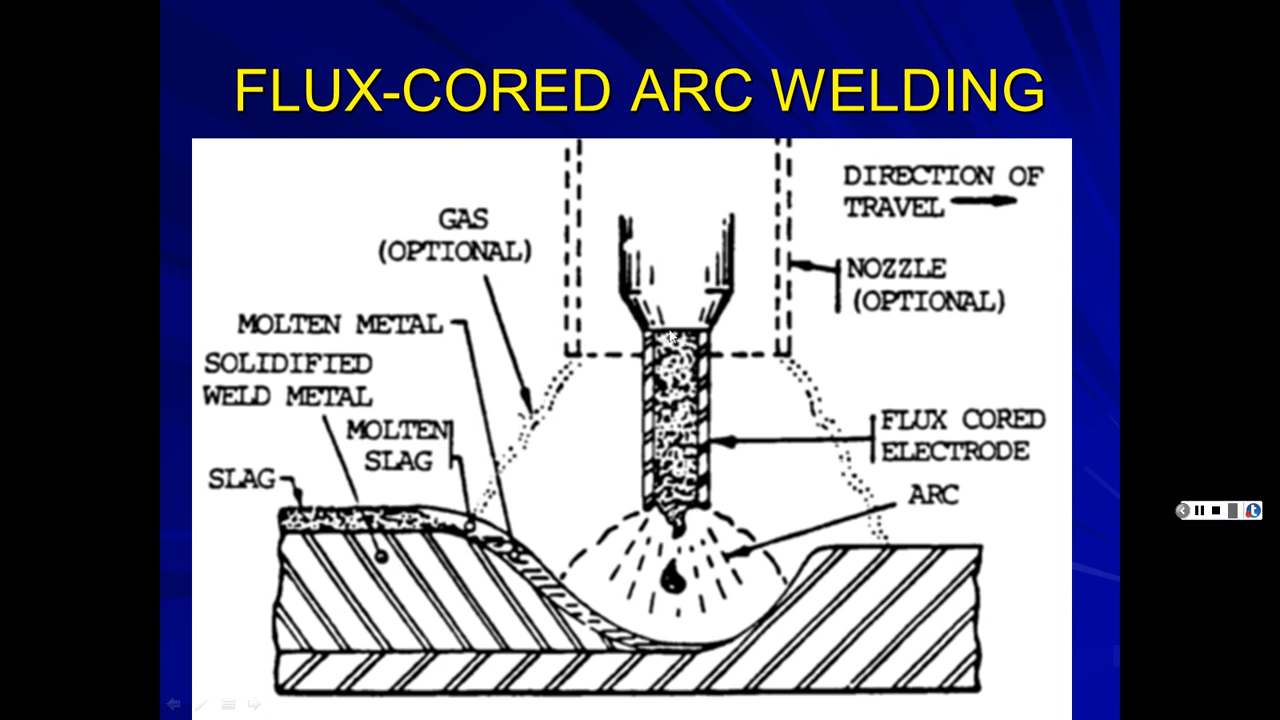 FLUX-CORED ARC WELDING
DIRECTION OF
TRAVEL
GAS
(OPTIONAL)
NOZZLE
(OPTIONAL)
MOLTEN METAL
SOLIDIFIED
WELD METAL
MOLTEN
SLAG
SLAG
FLUX CORED
ELECTRODE
ARC